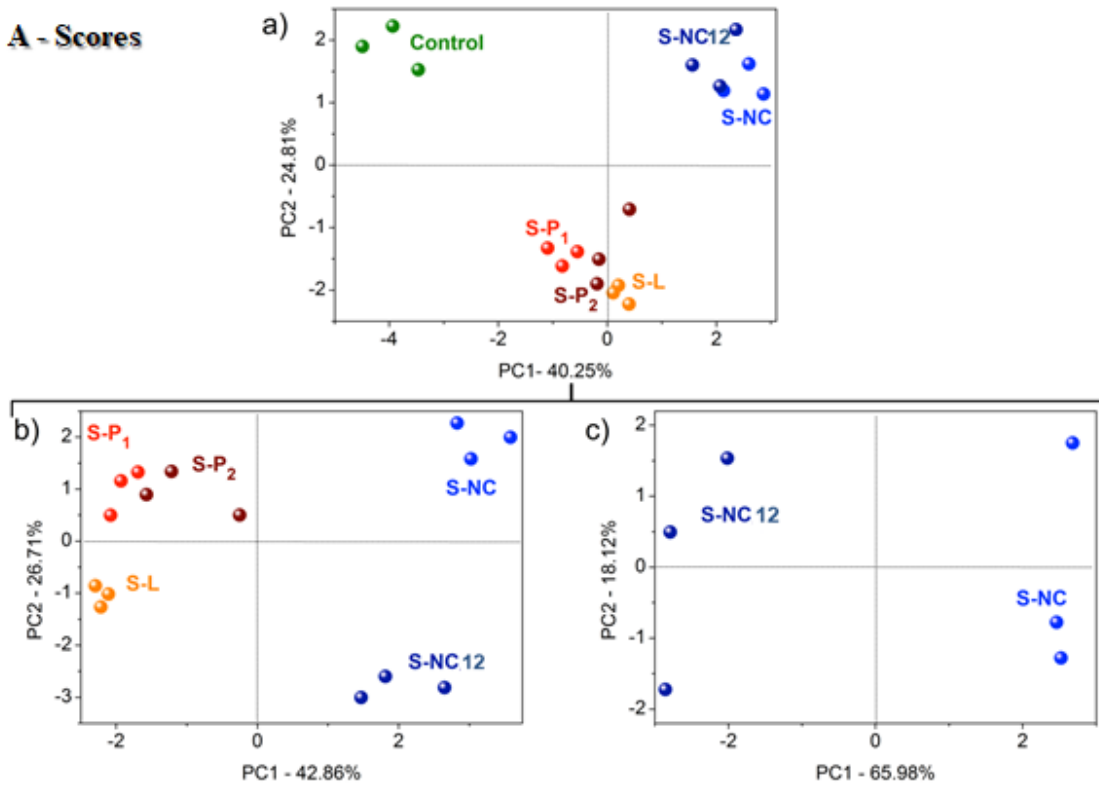 A - Scores
a)
Control
S-NC12
S-NC
S-P1
S-P2
S-L
2
1
0
-1
-2
PC2 - 24.81%
-4
-2
0
2
PC1- 40.25%
b)
S-P1
S-P2
S-NC
S-L
S-NC12
2
1
0
-1
-2
-3
PC2 - 26.71%
-2
0
2
PC1 - 42.86%
c)
S-NC 12
S-NC
2
1
0
-1
-2
PC2 - 18.12%
-2
0
2
PC1 - 65.98%